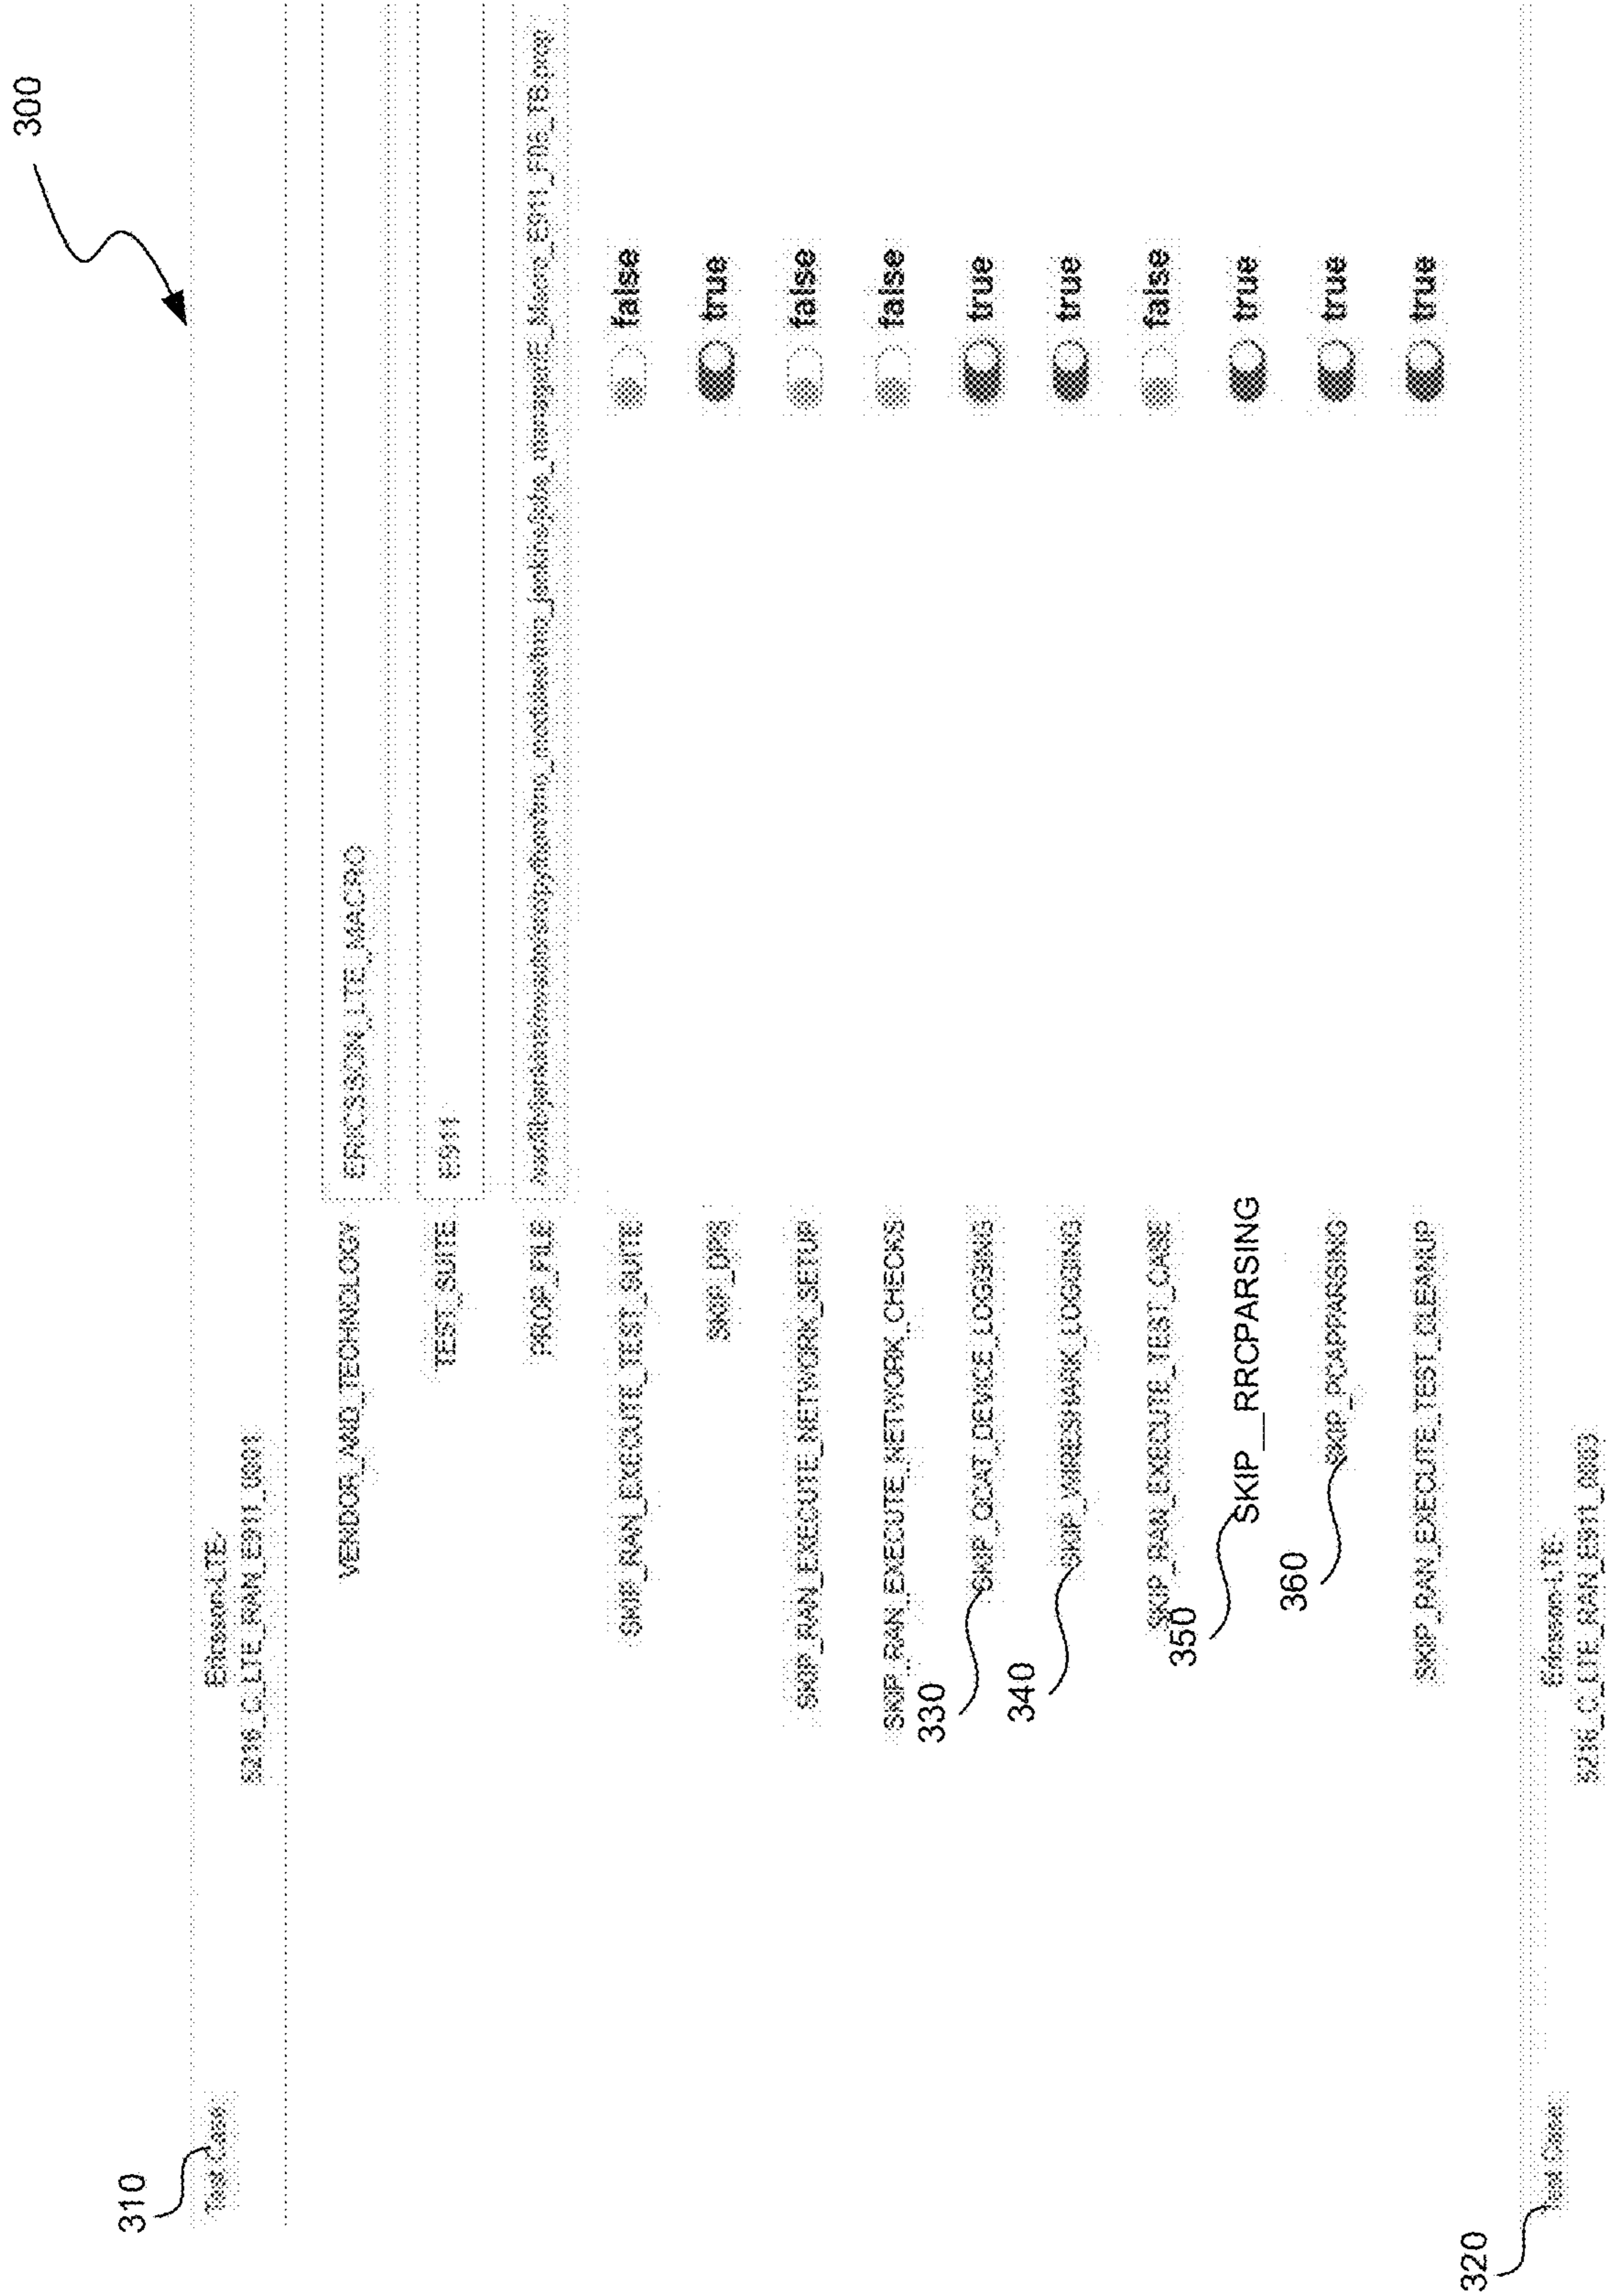 300
310
Test Case
Ericsson-LTE
VENDOR_AND_TECHNOLOGY
ERICSSON_LTE_MACRO
TEST_SUITE
E911
PROP_FILE
SKIP_RAN_EXECUTE_TEST_SUITE
false
SKIP_DPS
true
SKIP_RAN_EXECUTE_NETWORK_SETUP
false
SKIP_RAN_EXECUTE_NETWORK_CHECKS
false
330
SKIP_QCAT_DEVICE_LOGGING
true
340
SKIP_WIRESHARK_LOGGING
true
SKIP_RAN_EXECUTE_TEST_CASE
false
350
SKIP__RRCPARSING
true
360
SKIP_PCAPPARSING
true
SKIP_RAN_EXECUTE_TEST_CLEANUP
true
320
Test Case
Ericsson-LTE